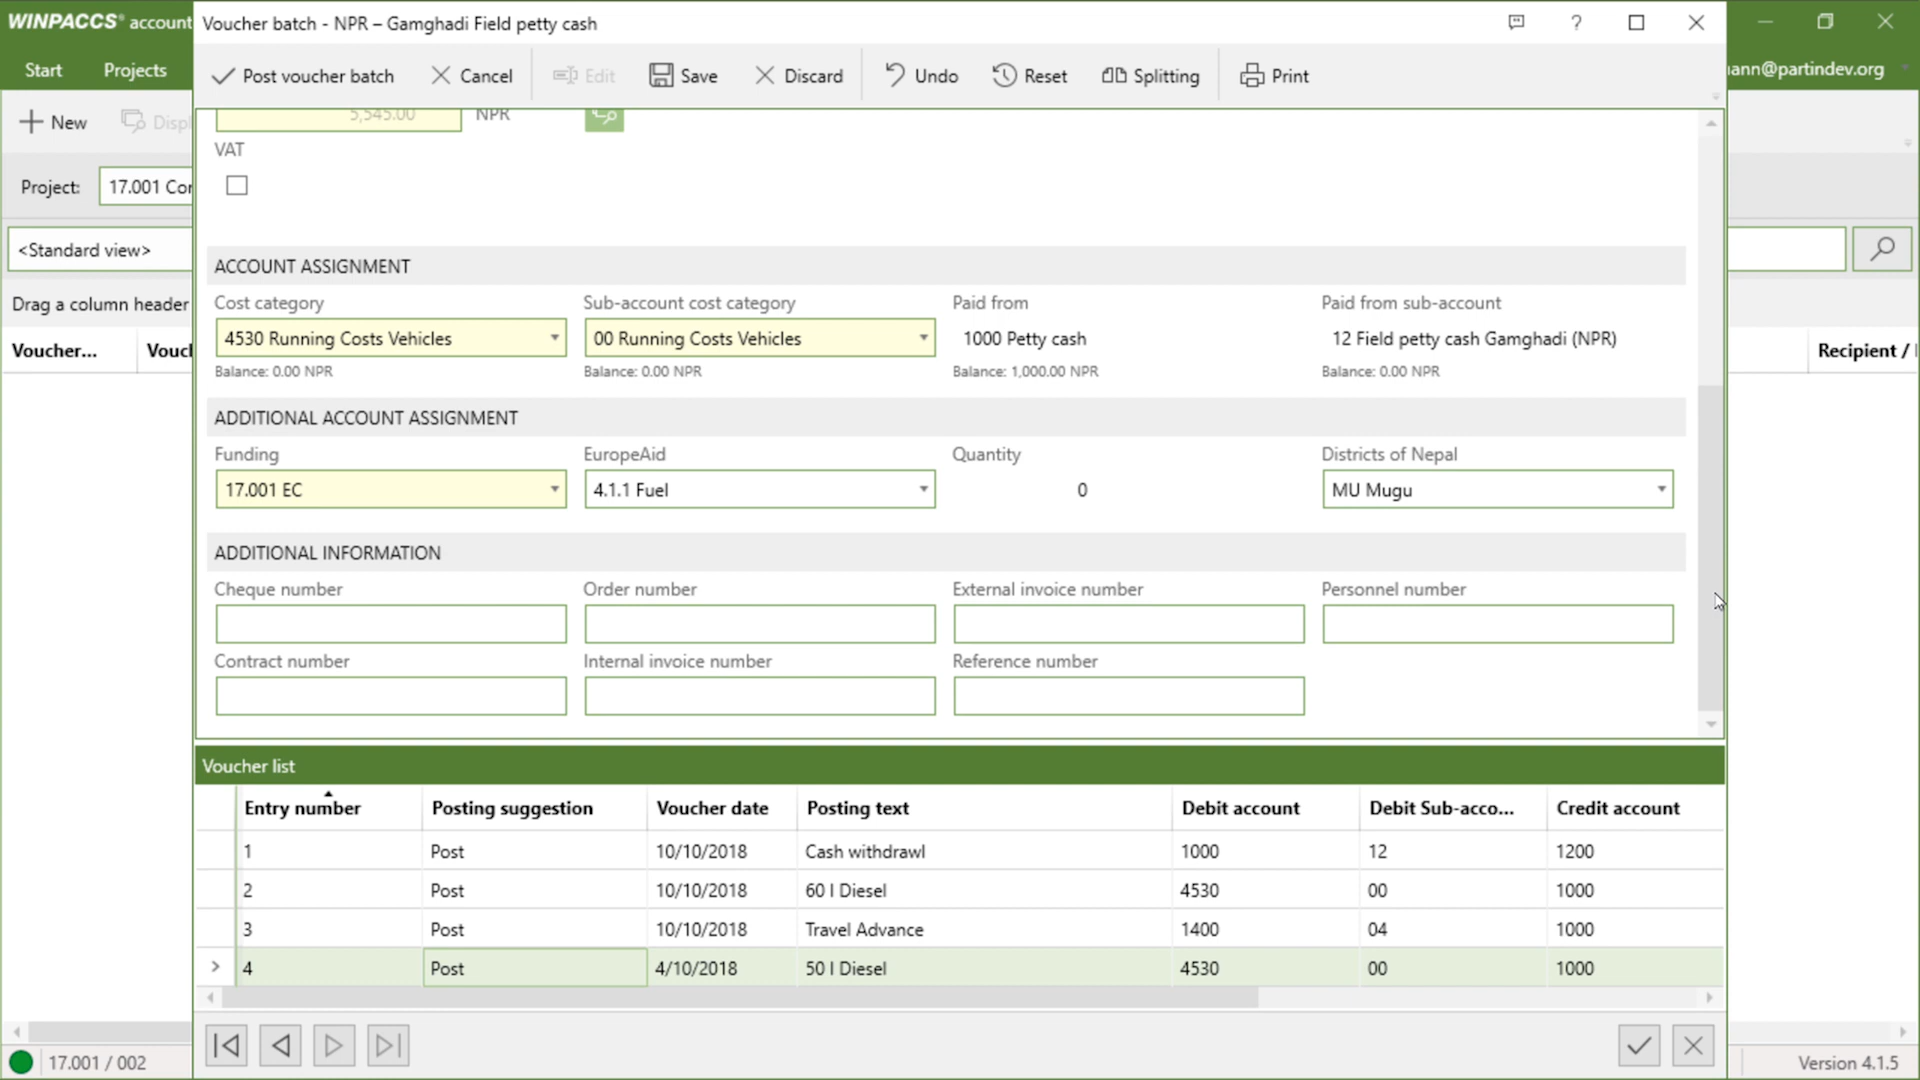 WINPACCS® account
Voucher batch - NPR – Gamghadi Field petty cash
?
Start
Projects
Post voucher batch
Cancel
Edit
Save
Discard
Undo
Reset
Splitting
Print
ann@partindev.org
New
Displ
5,545.00
NPR
VAT
Project:
17.001 Cor
<Standard view>
Drag a column header
Voucher...
Voucl
Recipient /
ACCOUNT ASSIGNMENT
Cost category
Sub-account cost category
Paid from
Paid from sub-account
4530 Running Costs Vehicles
00 Running Costs Vehicles
1000 Petty cash
12 Field petty cash Gamghadi (NPR)
Balance: 0.00 NPR
Balance: 0.00 NPR
Balance: 1,000.00 NPR
Balance: 0.00 NPR
ADDITIONAL ACCOUNT ASSIGNMENT
Funding
EuropeAid
Quantity
Districts of Nepal
17.001 EC
4.1.1 Fuel
0
MU Mugu
ADDITIONAL INFORMATION
Cheque number
Order number
External invoice number
Personnel number
Contract number
Internal invoice number
Reference number
Voucher list
Entry number
Posting suggestion
Voucher date
Posting text
Debit account
Debit Sub-acco...
Credit account
1
Post
10/10/2018
Cash withdrawl
1000
12
1200
2
Post
10/10/2018
60 l Diesel
4530
00
1000
3
Post
10/10/2018
Travel Advance
1400
04
1000
4
Post
4/10/2018
50 l Diesel
4530
00
1000
17.001 / 002
Version 4.1.5